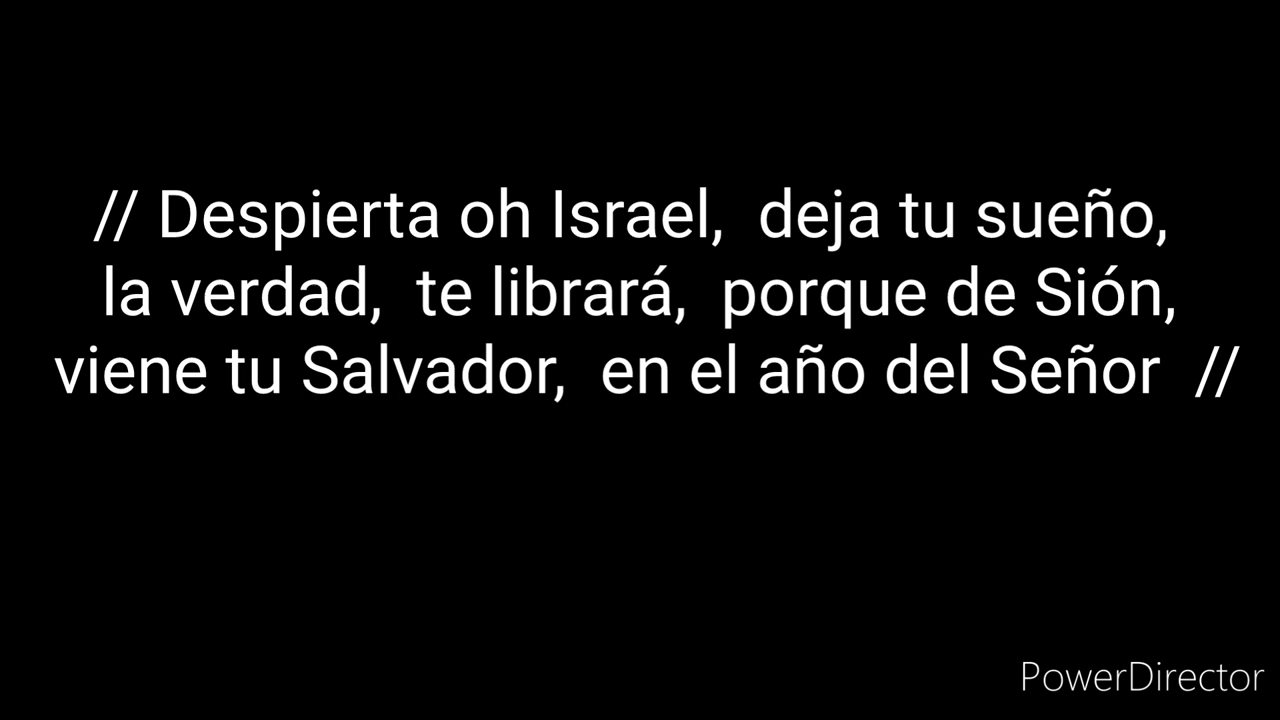 // Despierta oh Israel,  deja tu sueño,
la verdad,  te librará,  porque de Sión,
viene tu Salvador,  en el año del Señor  //
PowerDirector